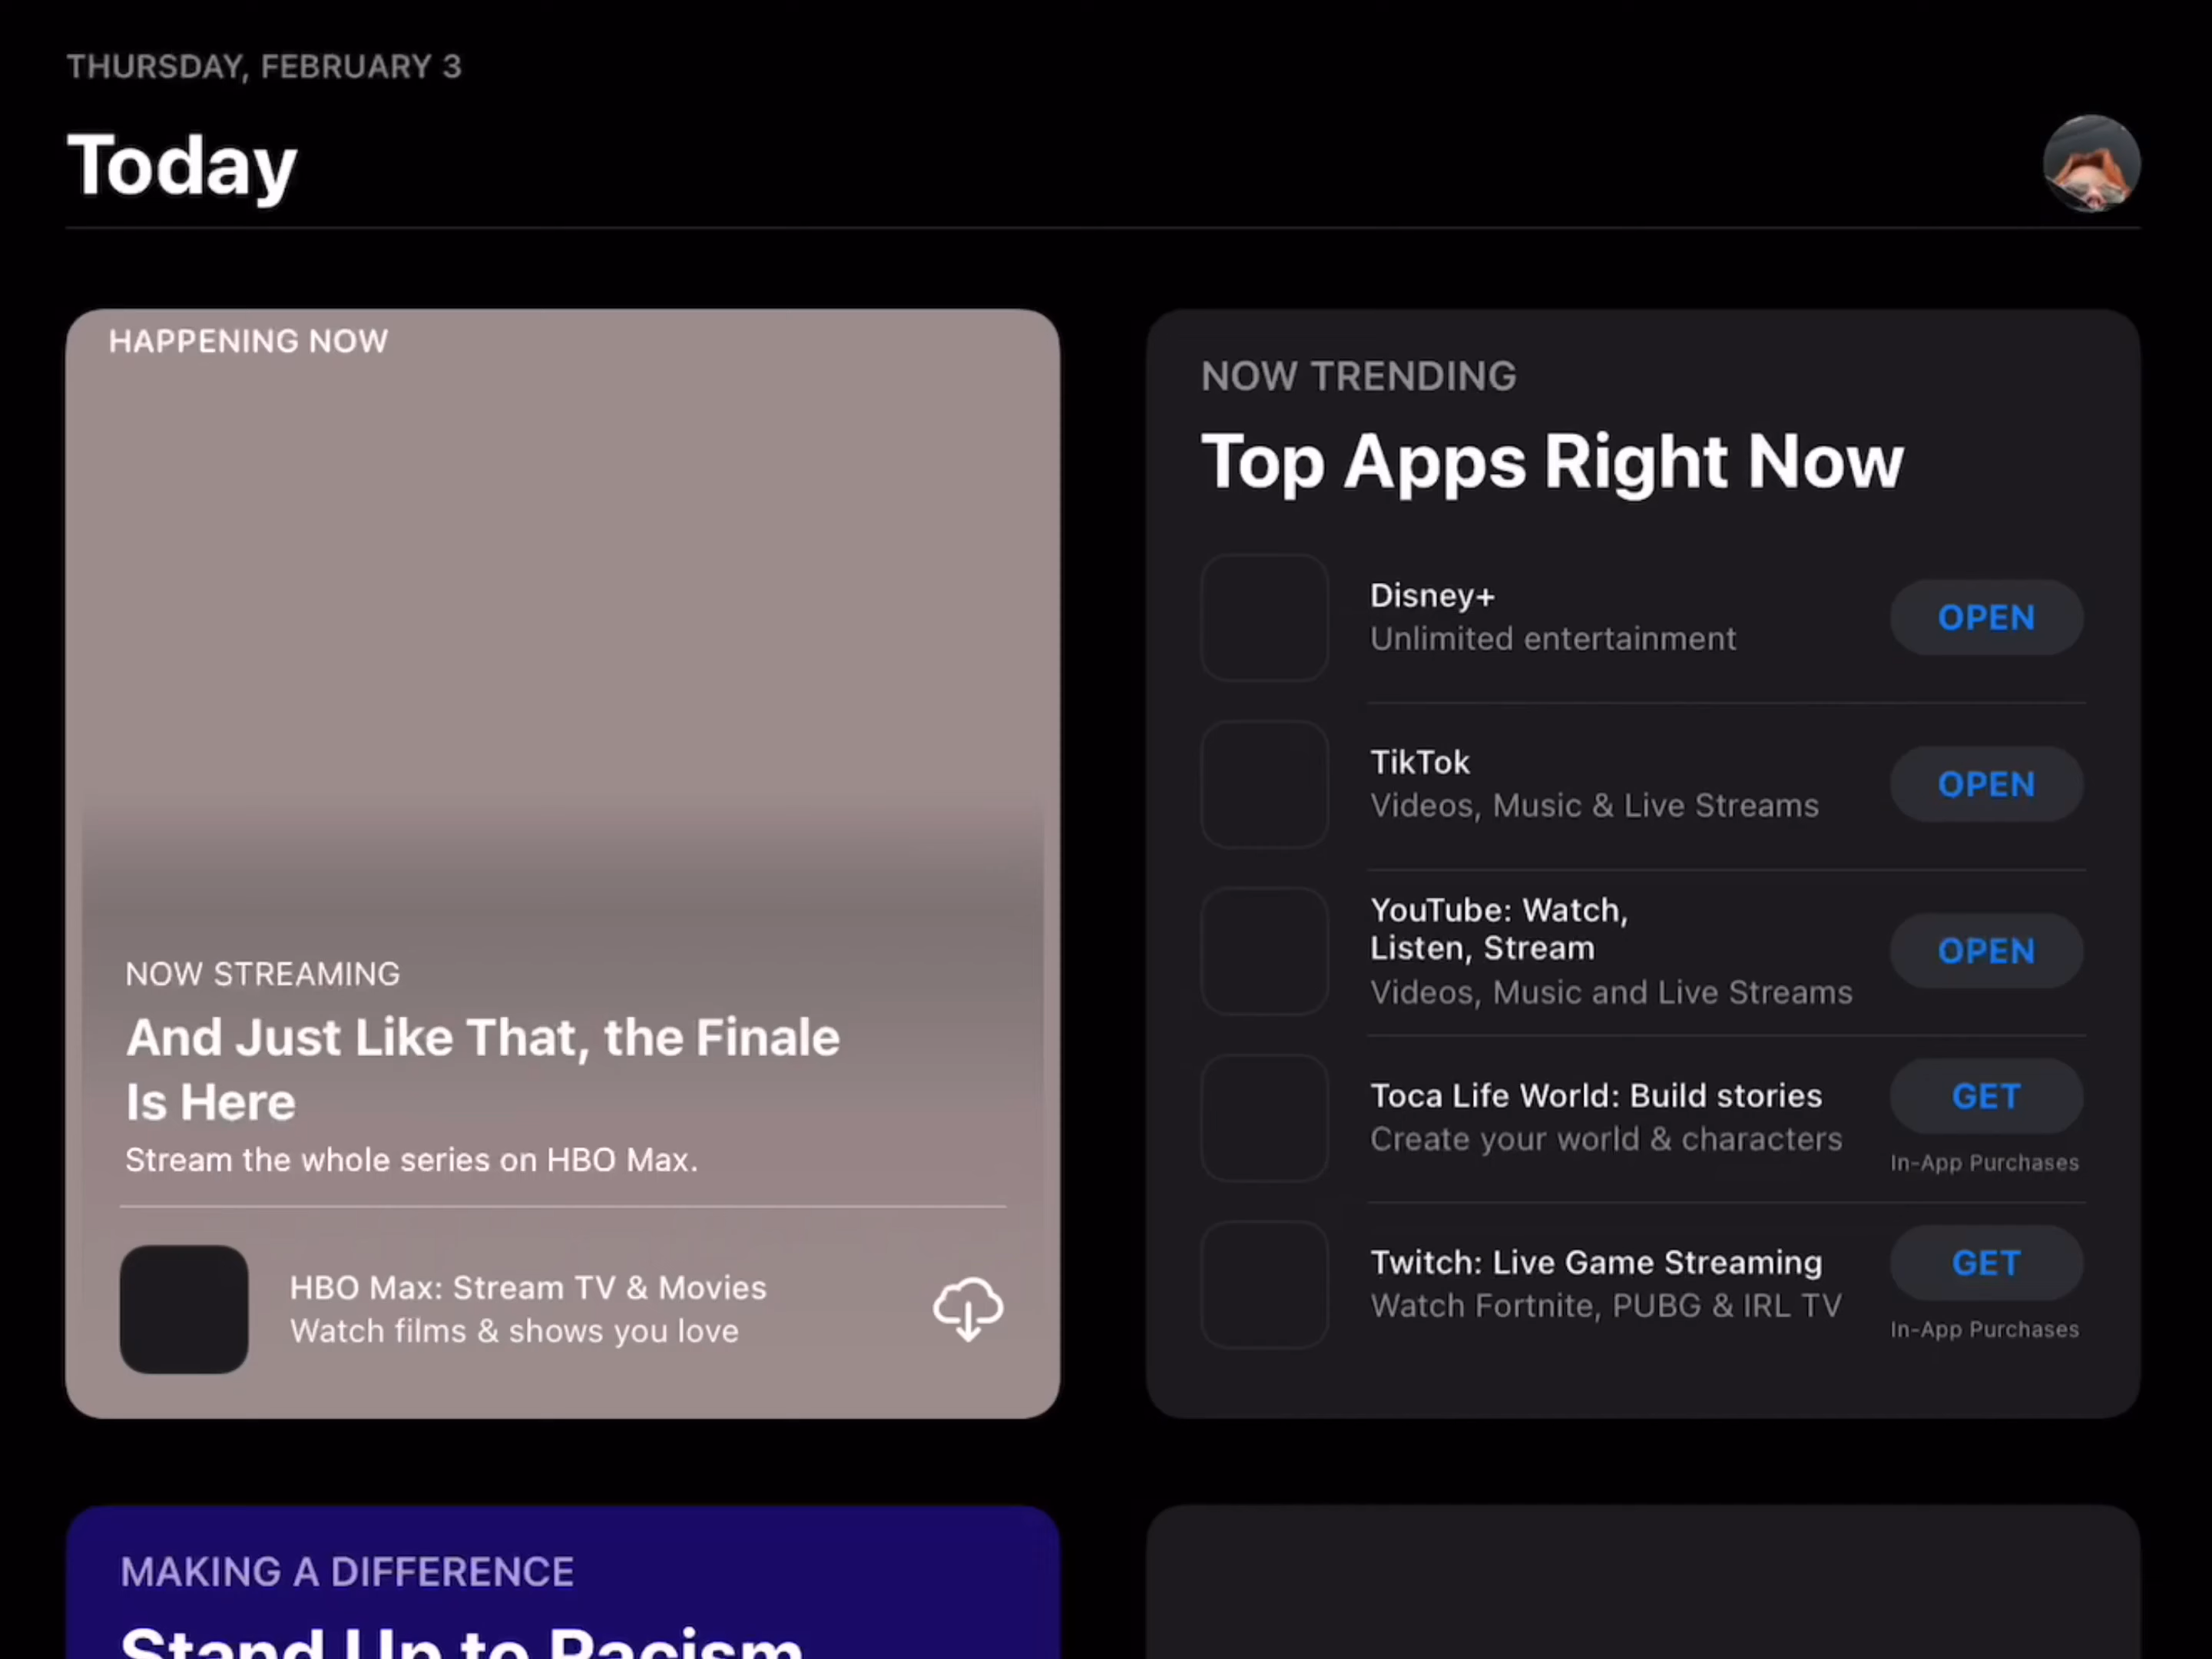 THURSDAY, FEBRUARY 3
Today
HAPPENING NOW
NOW STREAMING
And Just Like That, the Finale
Is Here
Stream the whole series on HBO Max.
HBO Max: Stream TV & Movies
Watch films & shows you love
NOW TRENDING
Top Apps Right Now
Disney+
Unlimited entertainment
OPEN
TikTok
Videos, Music & Live Streams
OPEN
YouTube: Watch,
Listen, Stream
Videos, Music and Live Streams
OPEN
Toca Life World: Build stories
Create your world & characters
GET
In-App Purchases
Twitch: Live Game Streaming
Watch Fortnite, PUBG & IRL TV
GET
In-App Purchases
MAKING A DIFFERENCE
Stand Up to Racism